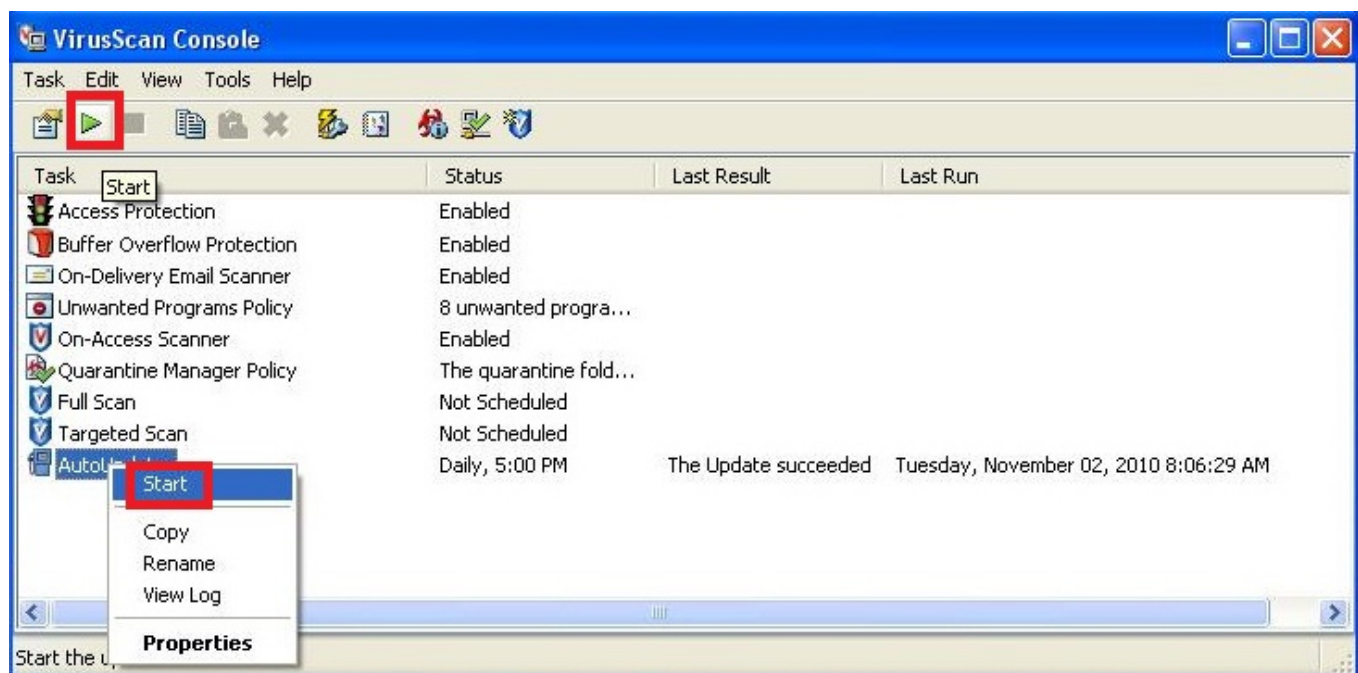 VirusScan Console
Task Edit View Tools Help
Task Status Last Result Last Run
Start
Access Protection Enabled
Buffer Overflow Protection Enabled
On-Delivery Email Scanner Enabled
Unwanted Programs Policy 8 unwanted progra...
On-Access Scanner Enabled
Quarantine Manager Policy The quarantine fold...
Full Scan Not Scheduled
Targeted Scan Not Scheduled
Daily, 5:00 PM The Update succeeded Tuesday, November 02, 2010 8:06:29 AM
Start
Copy
Rename
View Log
Properties
Start the